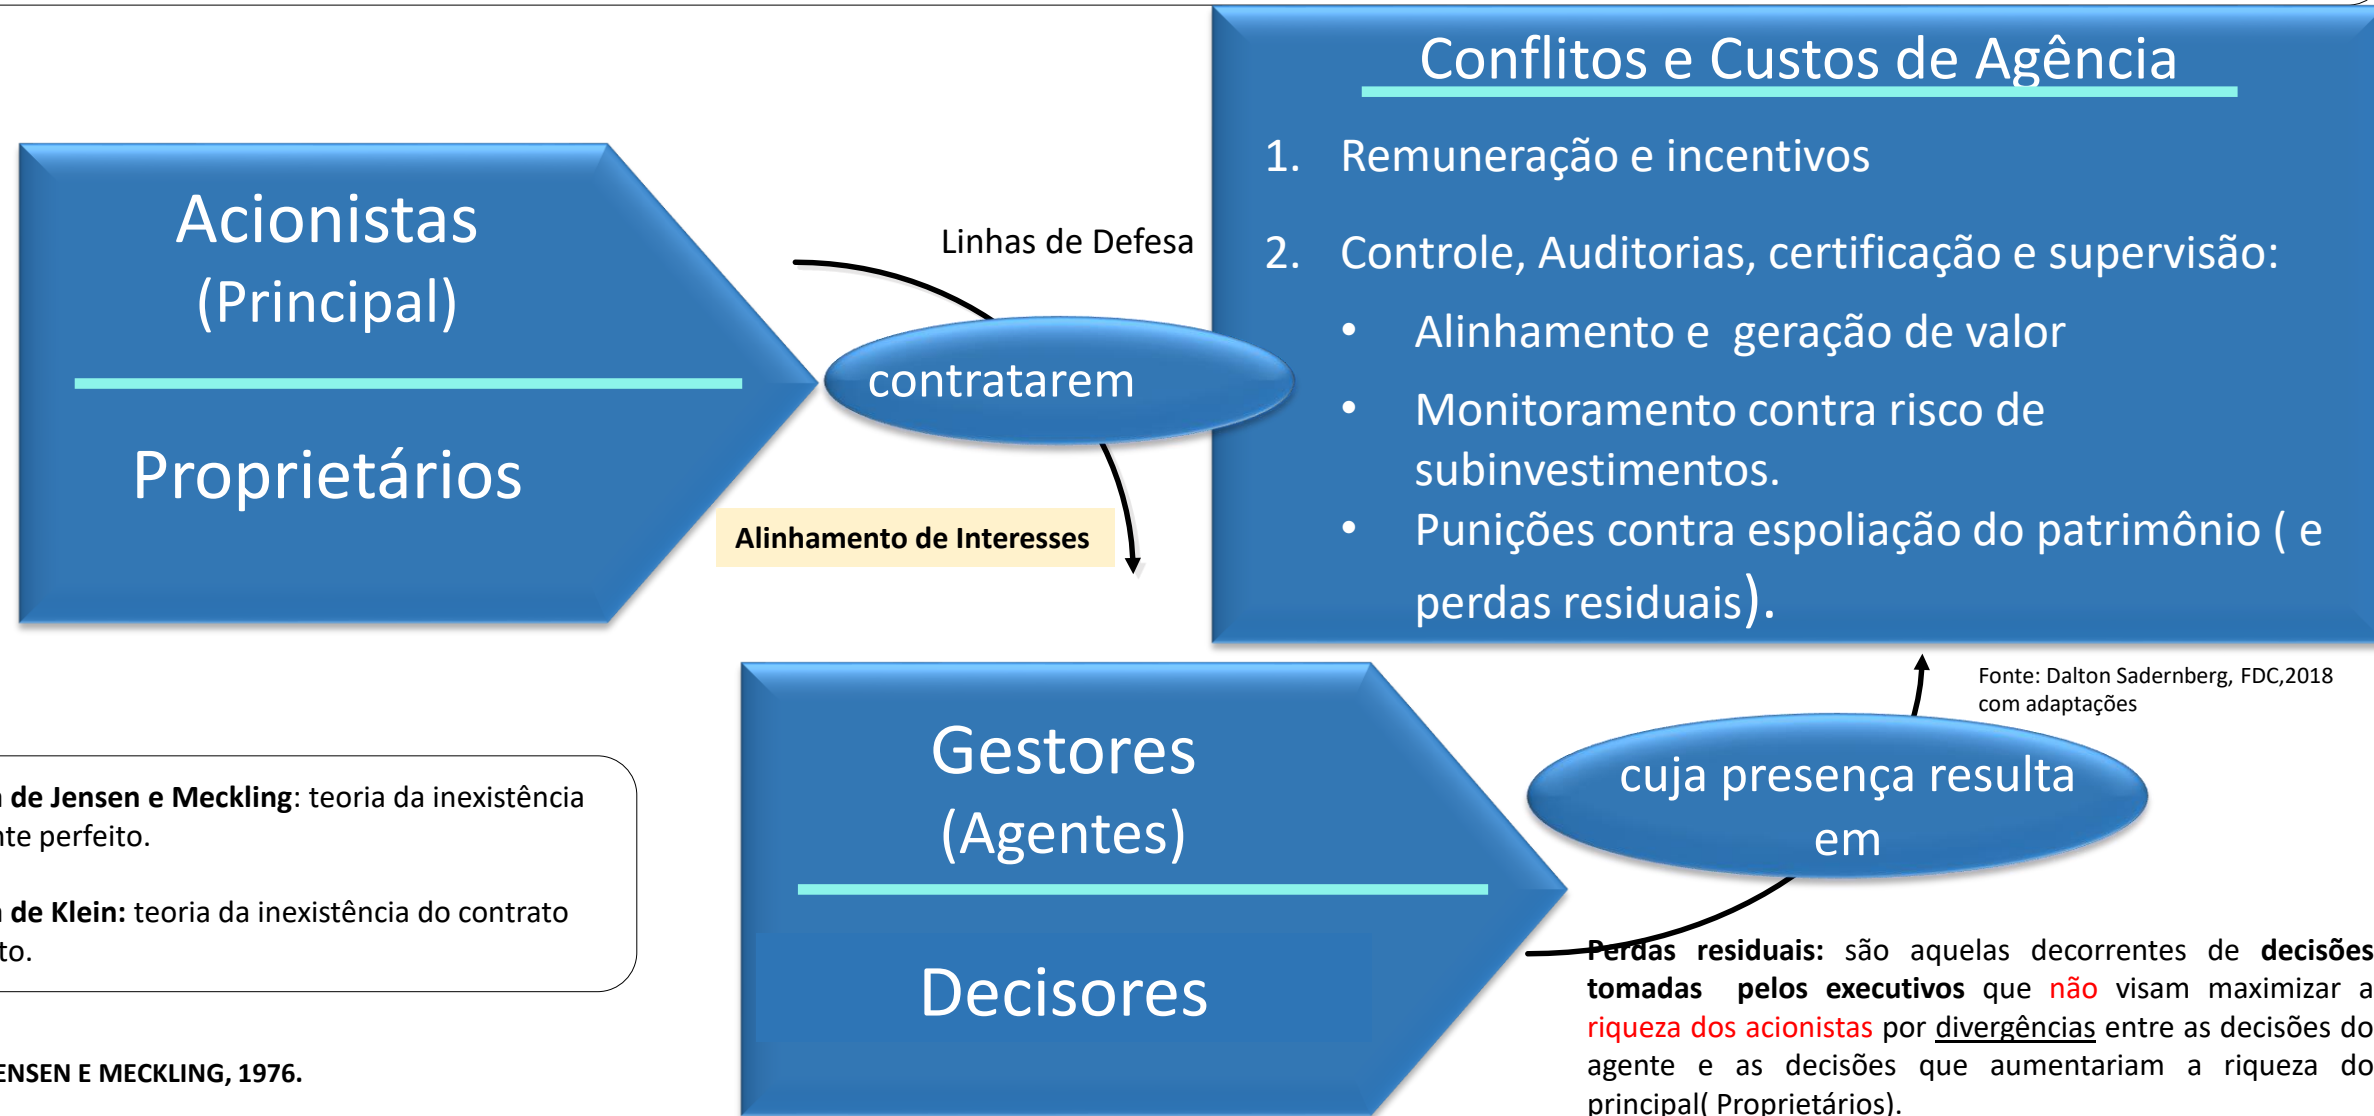 Conflitos e Custos de Agência
1. Remuneração e incentivos
2. Controle, Auditorias, certificação e supervisão:
• Alinhamento e geração de valor
• Monitoramento contra risco de
subinvestimentos.
• Punições contra espoliação do patrimônio ( e
perdas residuais).
Acionistas
(Principal)
Proprietários
Linhas de Defesa
contratarem
Alinhamento de Interesses
Fonte: Dalton Sadernberg, FDC,2018
com adaptações
Gestores
(Agentes)
Decisores
cuja presença resulta
em
de Jensen e Meckling: teoria da inexistência
nte perfeito.
de Klein: teoria da inexistência do contrato
to.
ENSEN E MECKLING, 1976.
Perdas residuais: são aquelas decorrentes de decisões
tomadas pelos executivos que não visam maximizar a
riqueza dos acionistas por divergências entre as decisões do
agente e as decisões que aumentariam a riqueza do
principal( Proprietários).